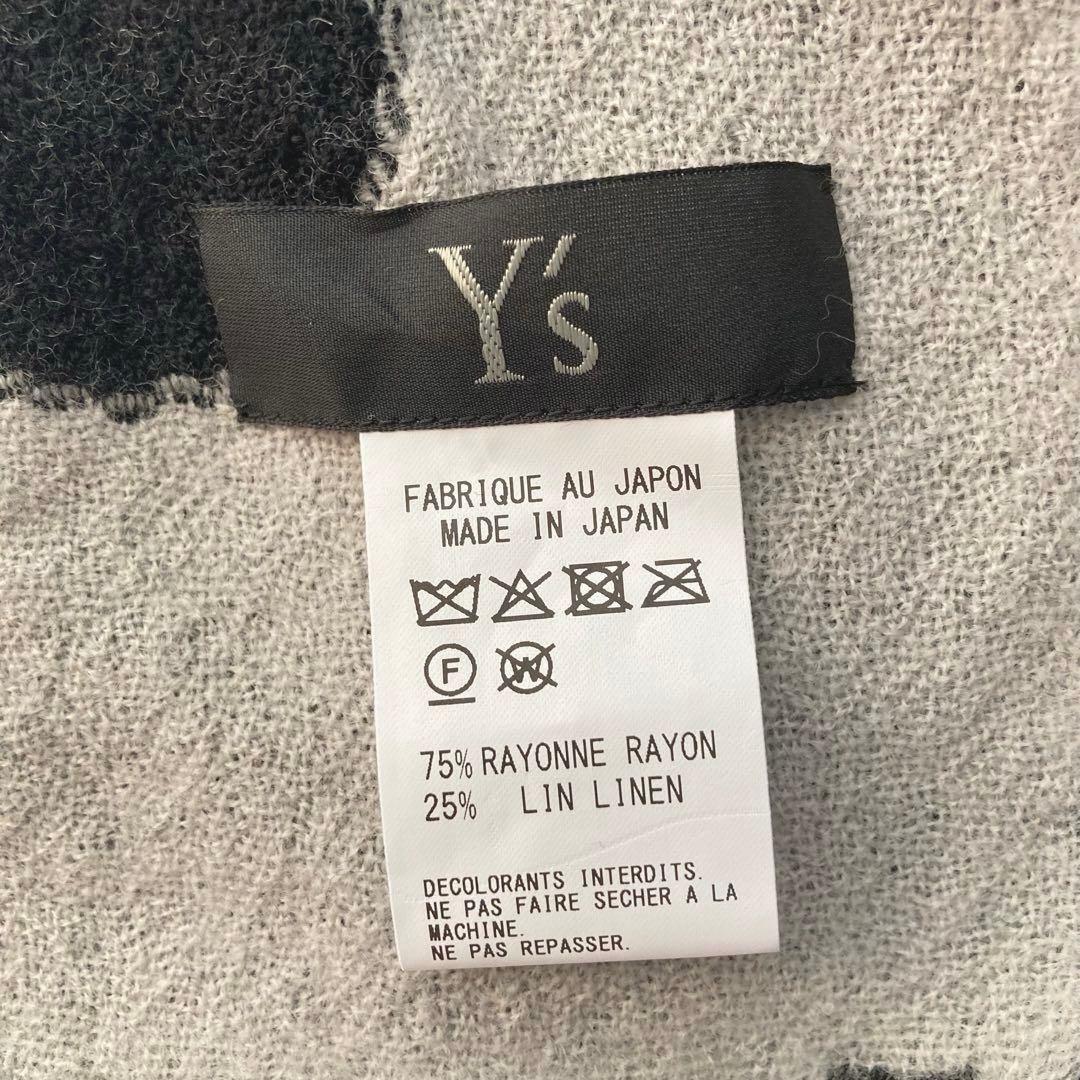 Y's
FABRIQUE AU JAPON
MADE IN JAPAN
F W
75% RAYONNE RAYON
25% LIN LINEN
DECOLORANTS INTERDITS.
NE PAS FAIRE SECHER A LA
MACHINE.
NE PAS REPASSER.